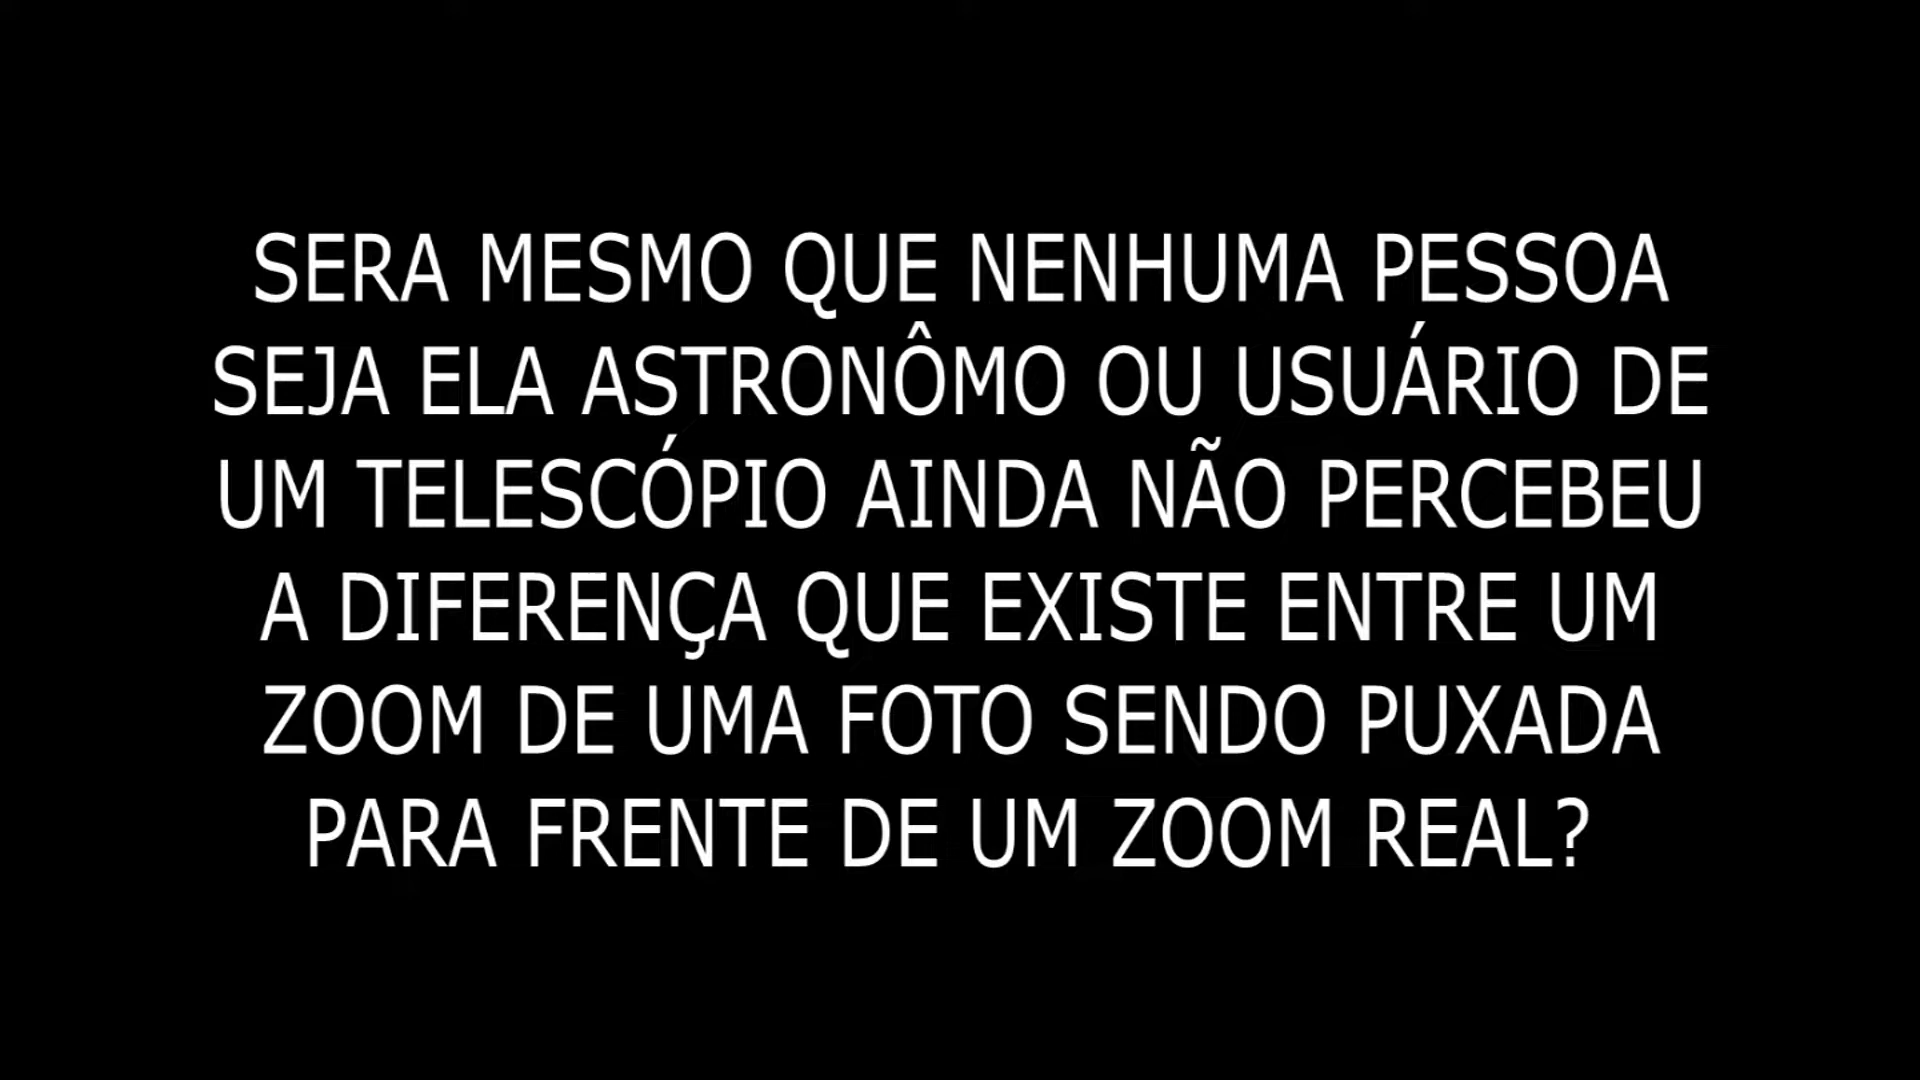 SERA MESMO QUE NENHUMA PESSOA
SEJA ELA ASTRONÔMO OU USUÁRIO DE
UM TELESCÓPIO AINDA NÃO PERCEBEU
A DIFERENÇA QUE EXISTE ENTRE UM
ZOOM DE UMA FOTO SENDO PUXADA
PARA FRENTE DE UM ZOOM REAL?